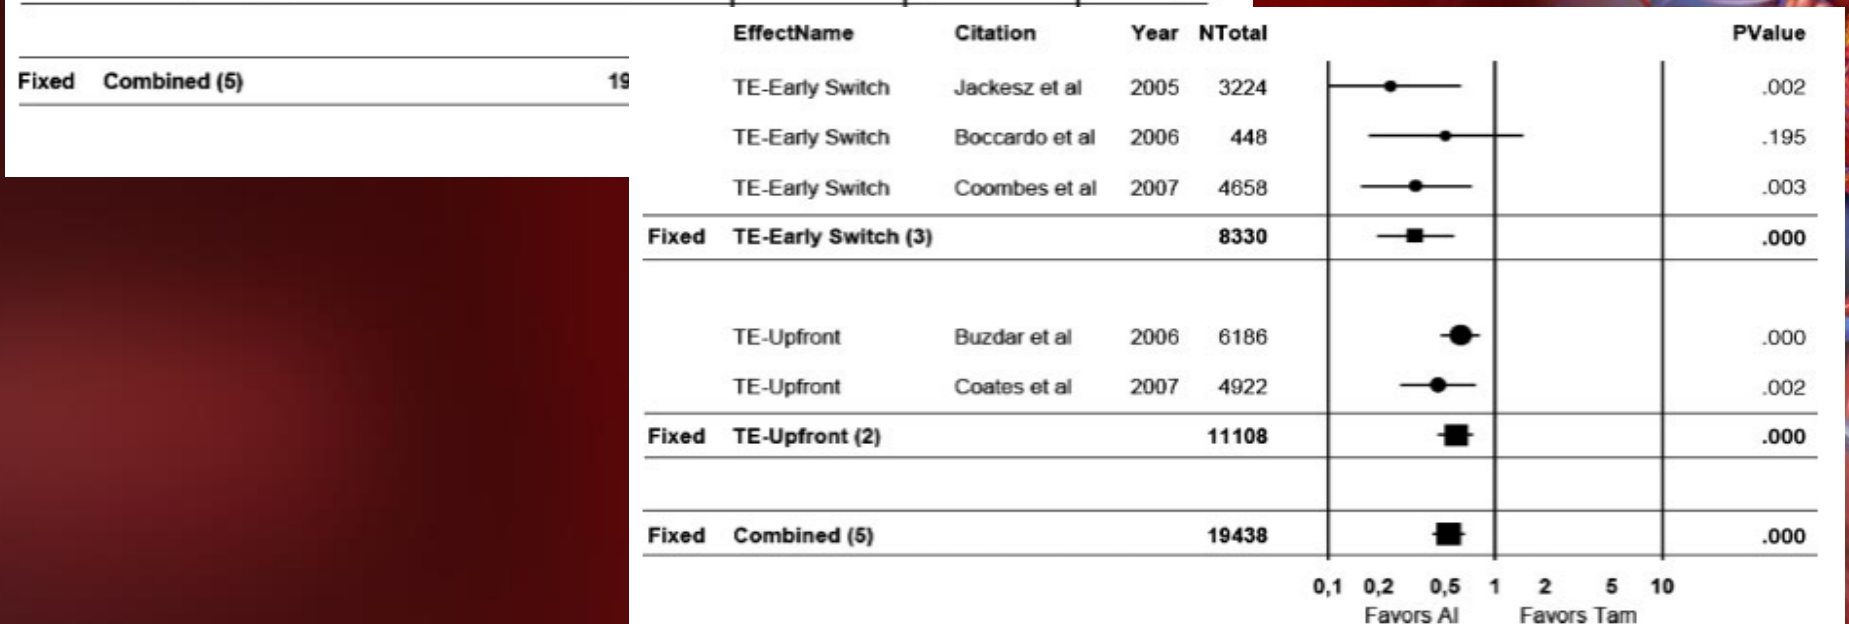 Fixed Combined (5) 19
EffectName Citation Year NTotal PValue
TE-Early Switch Jackesz et al 2005 3224 .002
TE-Early Switch Boccardo et al 2006 448 .195
TE-Early Switch Coombes et al 2007 4658 .003
Fixed TE-Early Switch (3) 8330 .000
TE-Upfront Buzdar et al 2006 6186 .000
TE-Upfront Coates et al 2007 4922 .002
Fixed TE-Upfront (2) 11108 .000
Fixed Combined (5) 19438 .000
0,1 0,2 0,5 1 2 5 10
Favors AI Favors Tam